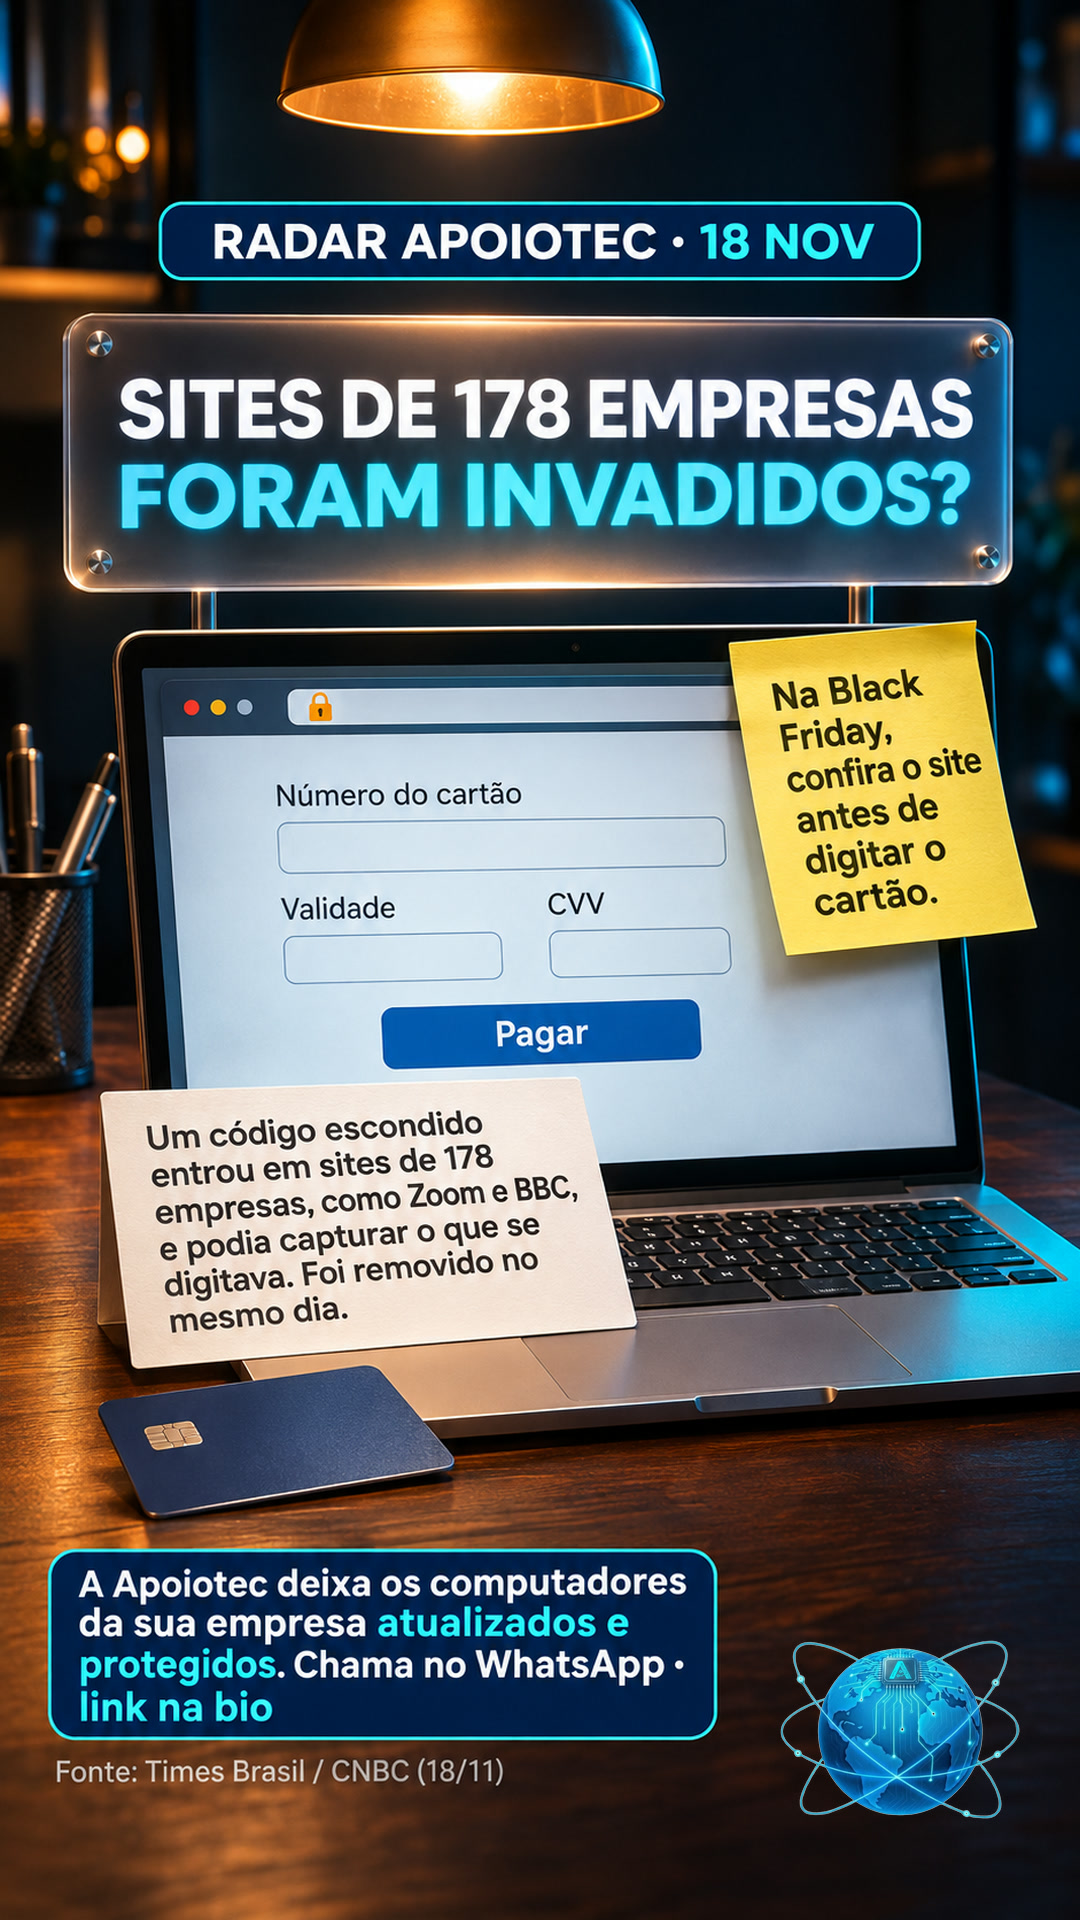 RADAR APOIOTEC · 18 NOV
SITES DE 178 EMPRESAS
FORAM INVADIDOS?
Na Black
Friday,
confira o site
antes de
digitar o
cartão.
Número do cartão
Validade
CVV
Pagar
Um código escondido
entrou em sites de 178
empresas, como Zoom e BBC,
e podia capturar o que se
digitava. Foi removido no
mesmo dia.
A Apoiotec deixa os computadores
da sua empresa atualizados e
protegidos. Chama no WhatsApp ·
link na bio
Fonte: Times Brasil / CNBC (18/11)
A